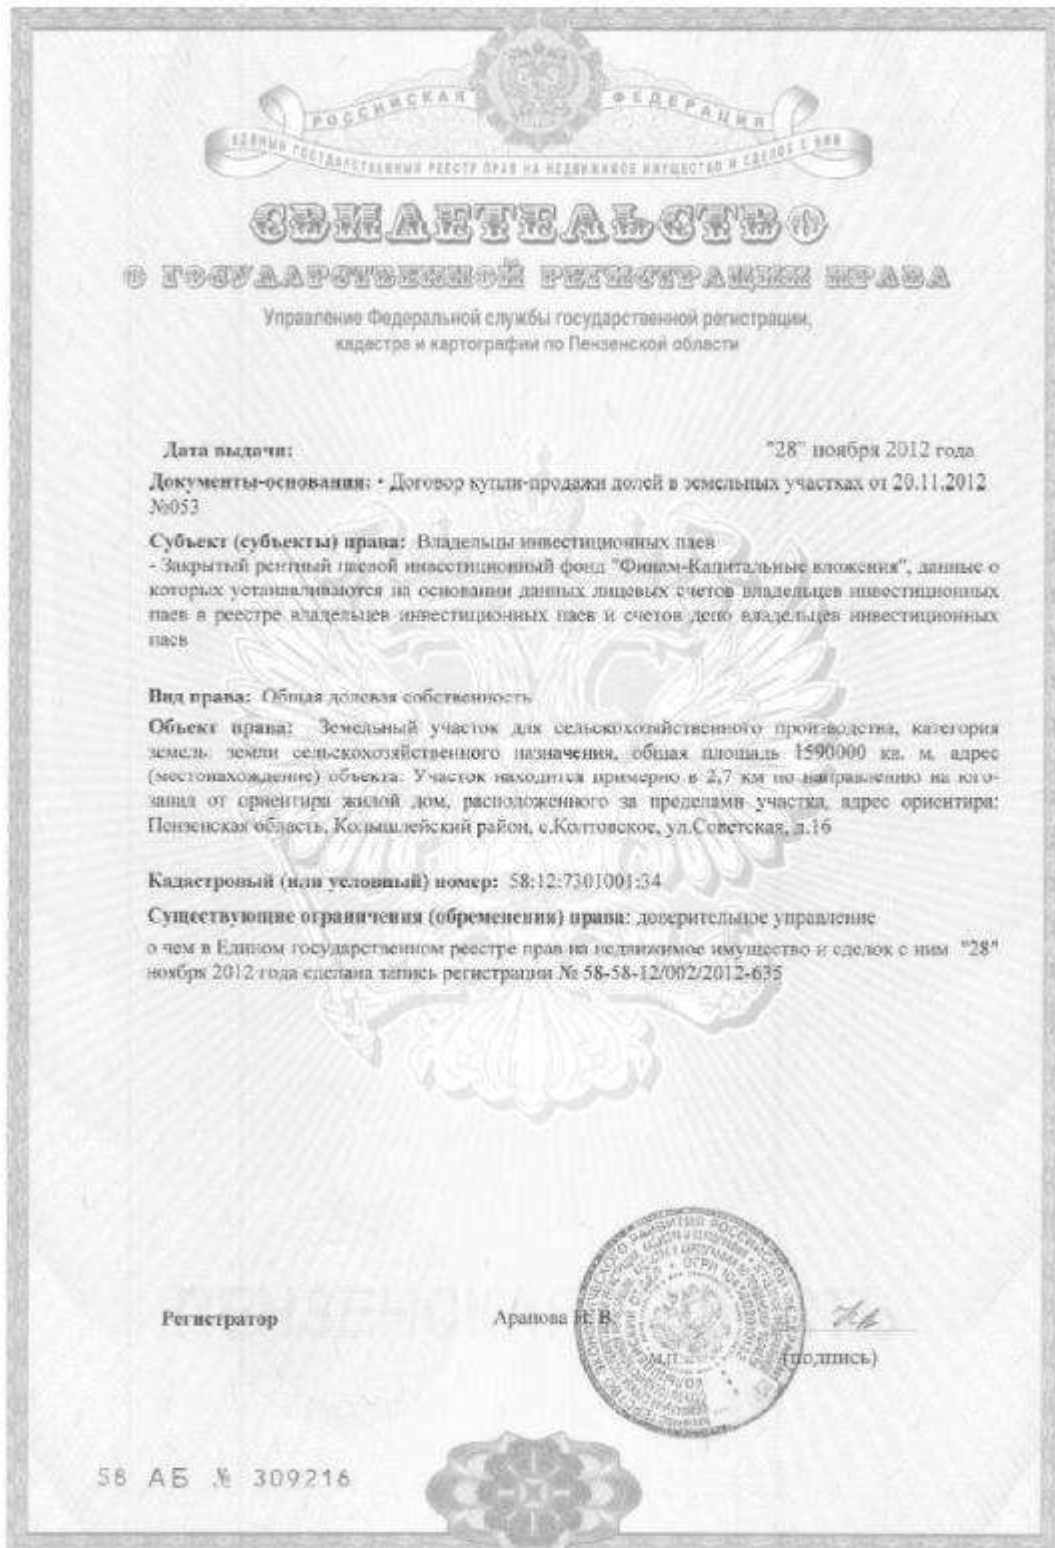 РОССИЙСКАЯ ФЕДЕРАЦИЯ
ЕДИНЫЙ ГОСУДАРСТВЕННЫЙ РЕЕСТР ПРАВ НА НЕДВИЖИМОЕ ИМУЩЕСТВО И СДЕЛОК С НИМ
СВИДЕТЕЛЬСТВО
О ГОСУДАРСТВЕННОЙ РЕГИСТРАЦИИ ПРАВА
Управление Федеральной службы государственной регистрации,
кадастра и картографии по Пензенской области
Дата выдачи: "28" ноября 2012 года
Документы-основания: • Договор купли-продажи долей в земельных участках от 20.11.2012
№053
Субъект (субъекты) права: Владельцы инвестиционных паев
- Закрытый рентный паевой инвестиционный фонд "Финам-Капитальные вложения", данные о
которых устанавливаются на основании данных лицевых счетов владельцев инвестиционных
паев в реестре владельцев инвестиционных паев и счетов депо владельцев инвестиционных
паев
Вид права: Общая долевая собственность
Объект права: Земельный участок для сельскохозяйственного производства, категория
земель: земли сельскохозяйственного назначения, общая площадь 1590000 кв. м, адрес
(местонахождение) объекта: Участок находится примерно в 2,7 км по направлению на юго-
запад от ориентира жилой дом, расположенного за пределами участка, адрес ориентира:
Пензенская область, Колышлейский район, с.Колтовское, ул.Советская, д.16
Кадастровый (или условный) номер: 58:12:7301001:34
Существующие ограничения (обременения) права: доверительное управление
о чем в Едином государственном реестре прав на недвижимое имущество и сделок с ним "28"
ноября 2012 года сделана запись регистрации № 58-58-12/002/2012-635
Регистратор Арапова Н. В.
М.П. (подпись)
58 АБ № 309216